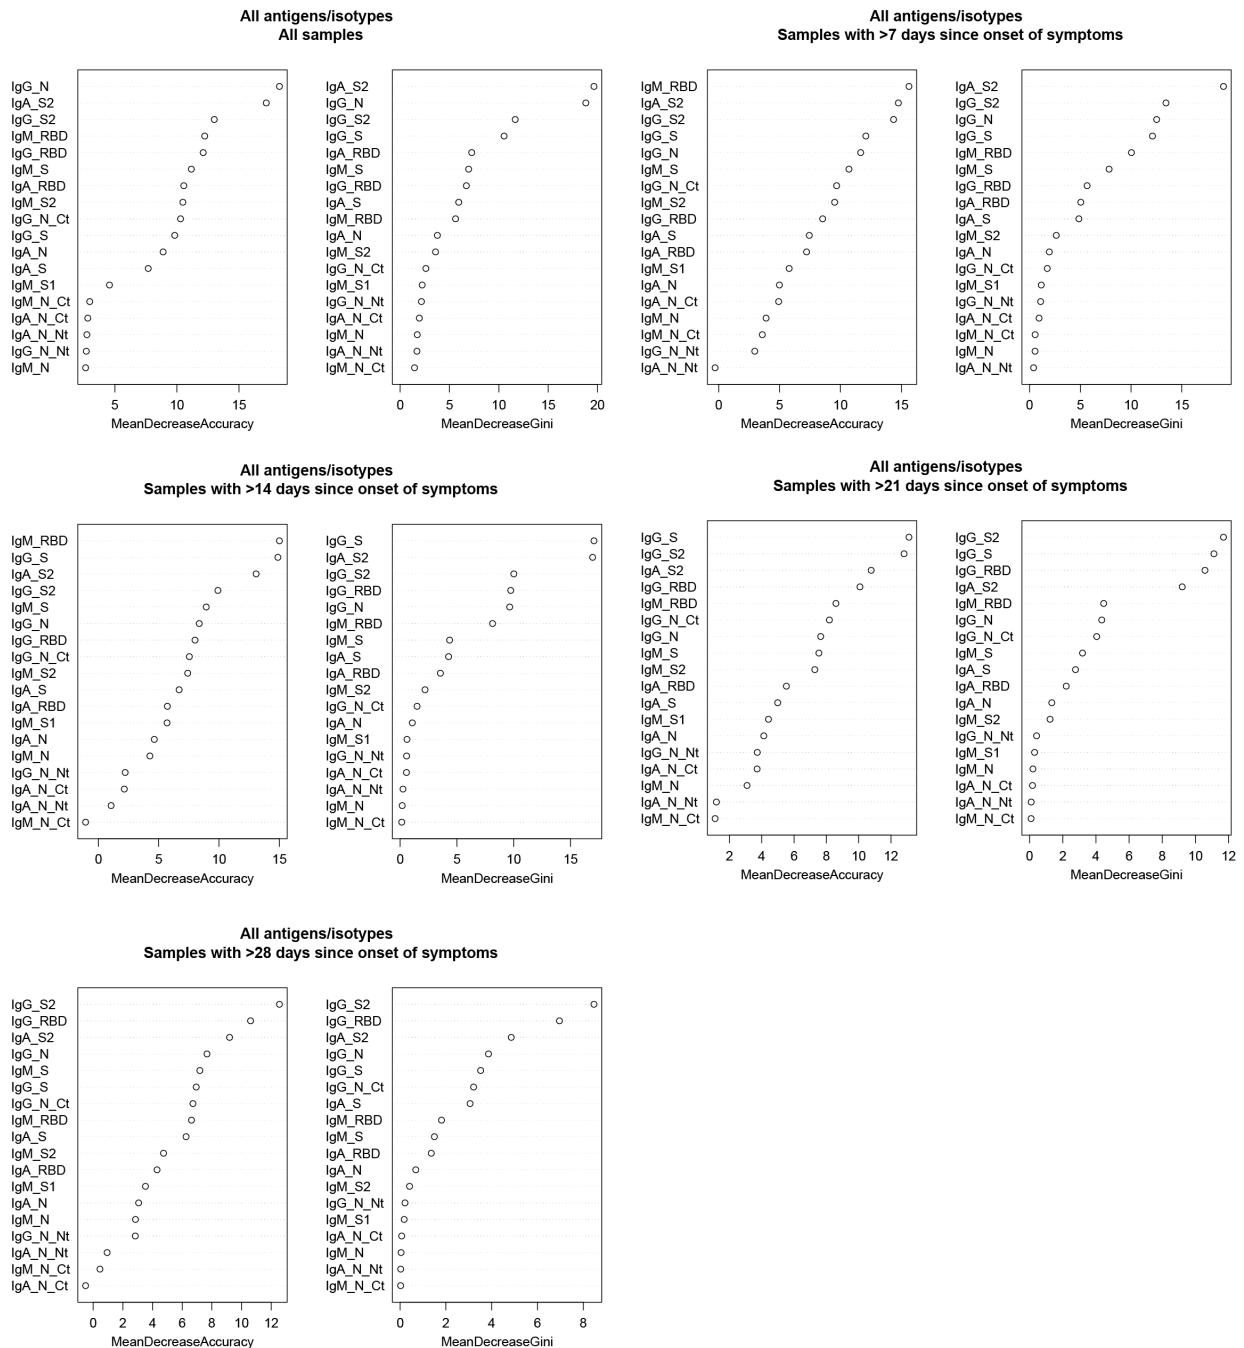 All antigens/isotypes
All samples
IgG_N
IgA_S2
IgG_S2
IgM_RBD
IgG_RBD
IgM_S
IgA_RBD
IgM_S2
IgG_N_Ct
IgG_S
IgA_N
IgA_S
IgM_S1
IgM_N_Ct
IgA_N_Ct
IgA_N_Nt
IgG_N_Nt
IgM_N
5 10 15
MeanDecreaseAccuracy
IgA_S2
IgG_N
IgG_S2
IgG_S
IgA_RBD
IgM_S
IgG_RBD
IgA_S
IgM_RBD
IgA_N
IgM_S2
IgG_N_Ct
IgM_S1
IgG_N_Nt
IgA_N_Ct
IgM_N
IgA_N_Nt
IgM_N_Ct
0 5 10 15 20
MeanDecreaseGini
All antigens/isotypes
Samples with >7 days since onset of symptoms
IgM_RBD
IgA_S2
IgG_S2
IgG_S
IgG_N
IgM_S
IgG_N_Ct
IgM_S2
IgG_RBD
IgA_S
IgA_RBD
IgM_S1
IgA_N
IgA_N_Ct
IgM_N
IgM_N_Ct
IgG_N_Nt
IgA_N_Nt
0 5 10 15
MeanDecreaseAccuracy
IgA_S2
IgG_S2
IgG_N
IgG_S
IgM_RBD
IgM_S
IgG_RBD
IgA_RBD
IgA_S
IgM_S2
IgA_N
IgG_N_Ct
IgM_S1
IgG_N_Nt
IgA_N_Ct
IgM_N_Ct
IgM_N
IgA_N_Nt
0 5 10 15
MeanDecreaseGini
All antigens/isotypes
Samples with >14 days since onset of symptoms
IgM_RBD
IgG_S
IgA_S2
IgG_S2
IgM_S
IgG_N
IgG_RBD
IgG_N_Ct
IgM_S2
IgA_S
IgA_RBD
IgM_S1
IgA_N
IgM_N
IgG_N_Nt
IgA_N_Ct
IgA_N_Nt
IgM_N_Ct
0 5 10 15
MeanDecreaseAccuracy
IgG_S
IgA_S2
IgG_S2
IgG_RBD
IgG_N
IgM_RBD
IgM_S
IgA_S
IgA_RBD
IgM_S2
IgG_N_Ct
IgA_N
IgM_S1
IgG_N_Nt
IgA_N_Ct
IgA_N_Nt
IgM_N
IgM_N_Ct
0 5 10 15
MeanDecreaseGini
All antigens/isotypes
Samples with >21 days since onset of symptoms
IgG_S
IgG_S2
IgA_S2
IgG_RBD
IgM_RBD
IgG_N_Ct
IgG_N
IgM_S
IgM_S2
IgA_RBD
IgA_S
IgM_S1
IgA_N
IgG_N_Nt
IgA_N_Ct
IgM_N
IgA_N_Nt
IgM_N_Ct
2 4 6 8 10 12
MeanDecreaseAccuracy
IgG_S2
IgG_S
IgG_RBD
IgA_S2
IgM_RBD
IgG_N
IgG_N_Ct
IgM_S
IgA_S
IgA_RBD
IgA_N
IgM_S2
IgG_N_Nt
IgM_S1
IgM_N
IgA_N_Ct
IgA_N_Nt
IgM_N_Ct
0 2 4 6 8 10 12
MeanDecreaseGini
All antigens/isotypes
Samples with >28 days since onset of symptoms
IgG_S2
IgG_RBD
IgA_S2
IgG_N
IgM_S
IgG_S
IgG_N_Ct
IgM_RBD
IgA_S
IgM_S2
IgA_RBD
IgM_S1
IgA_N
IgM_N
IgG_N_Nt
IgA_N_Nt
IgM_N_Ct
IgA_N_Ct
0 2 4 6 8 10 12
MeanDecreaseAccuracy
IgG_S2
IgG_RBD
IgA_S2
IgG_N
IgG_S
IgG_N_Ct
IgA_S
IgM_RBD
IgM_S
IgA_RBD
IgA_N
IgM_S2
IgG_N_Nt
IgM_S1
IgA_N_Ct
IgM_N
IgA_N_Nt
IgM_N_Ct
0 2 4 6 8
MeanDecreaseGini